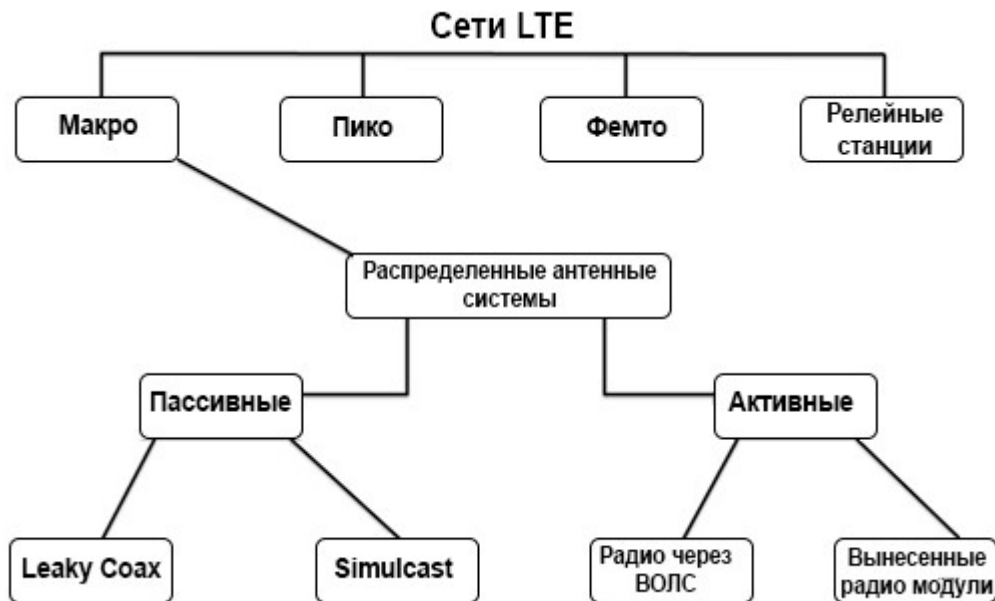 Сети LTE
Макро
Пико
Фемто
Релейные
станции
Распределенные антенные
системы
Пассивные
Активные
Leaky Coax
Simulcast
Радио через
ВОЛС
Вынесенные
радио модули